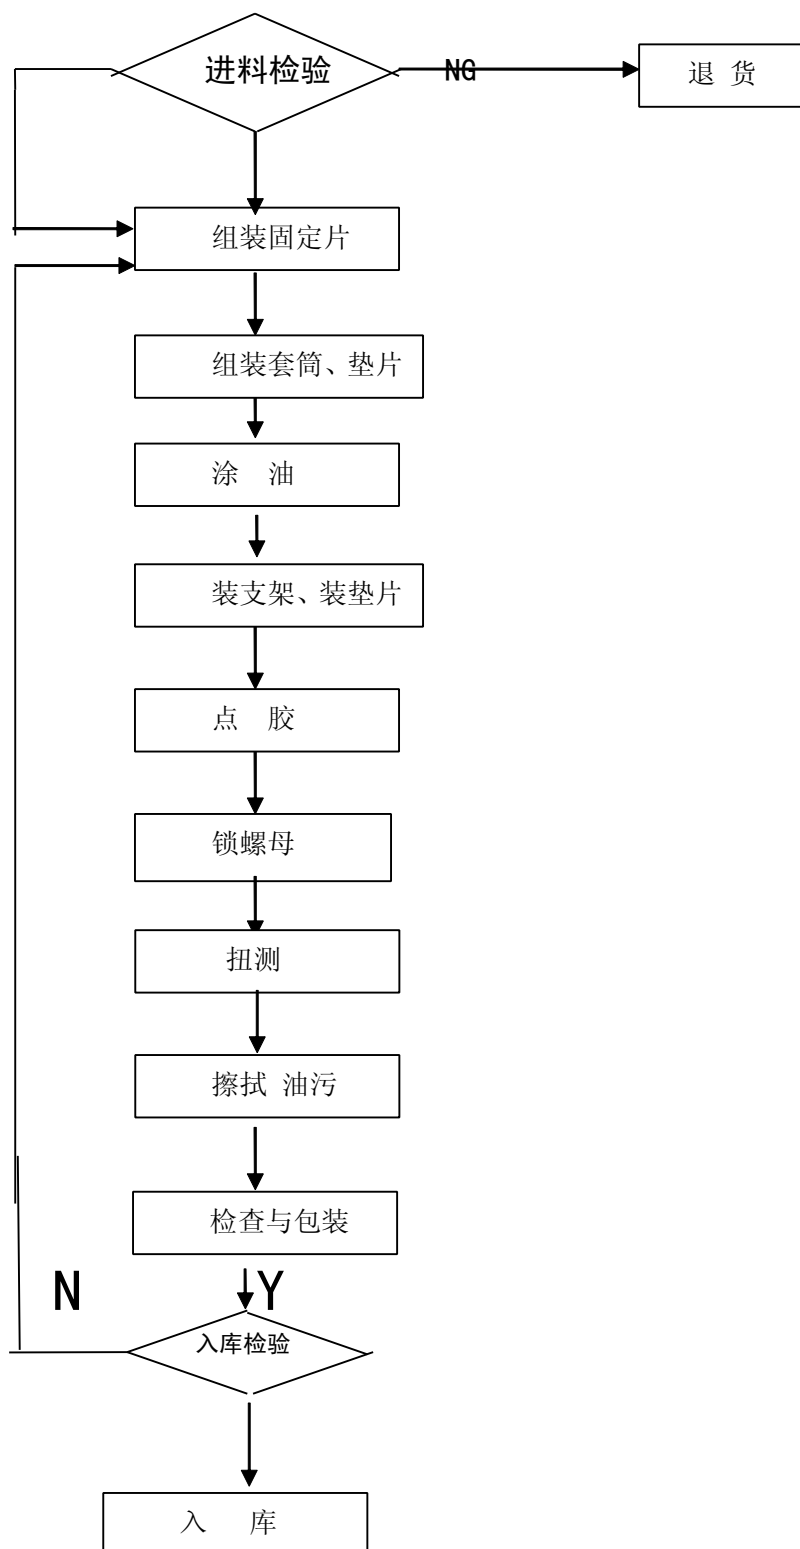 进料检验
NG
退 货
组装固定片
组装套筒、垫片
涂 油
装支架、装垫片
点 胶
锁螺母
扭测
擦拭 油污
检查与包装
N
Y
入库检验
入 库